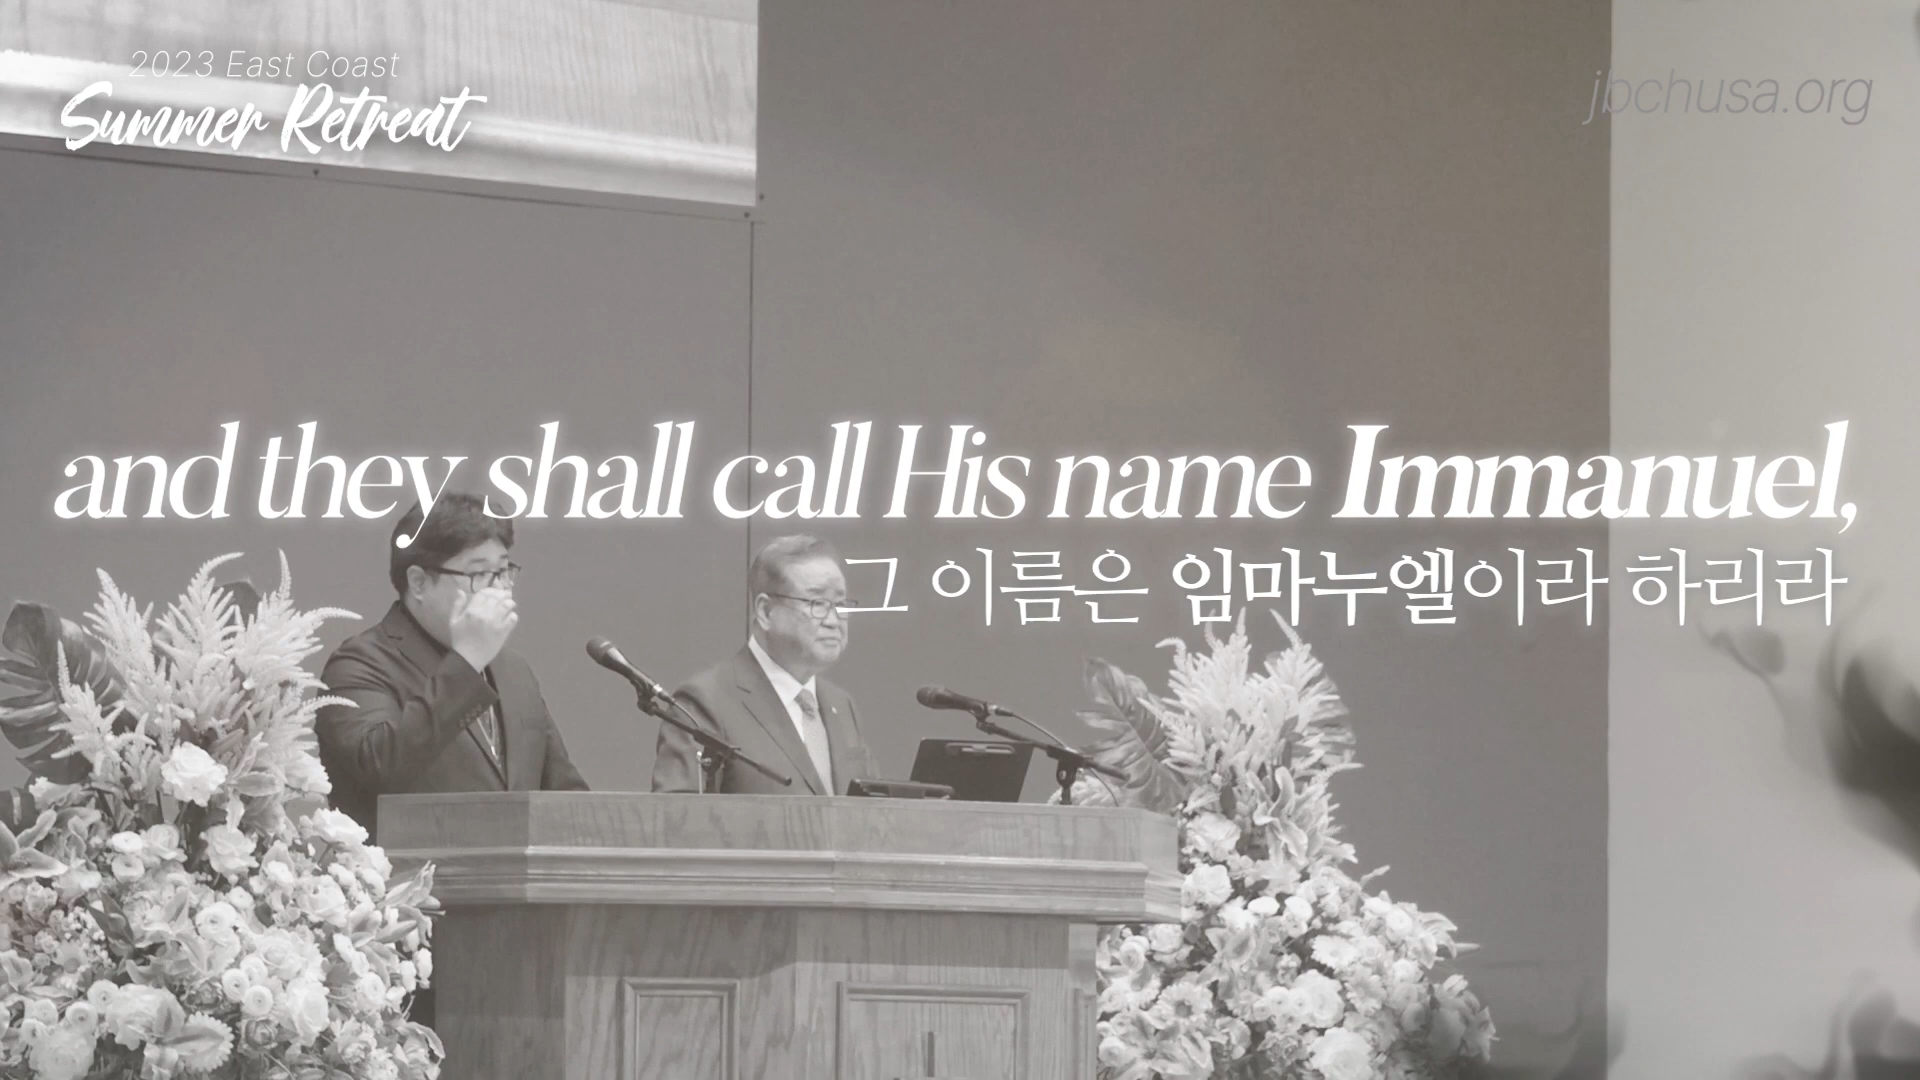 2023 East Coast
Summer Retreat
jbchusa.org
and they shall call His name Immanuel,
그 이름은 임마누엘이라 하리라